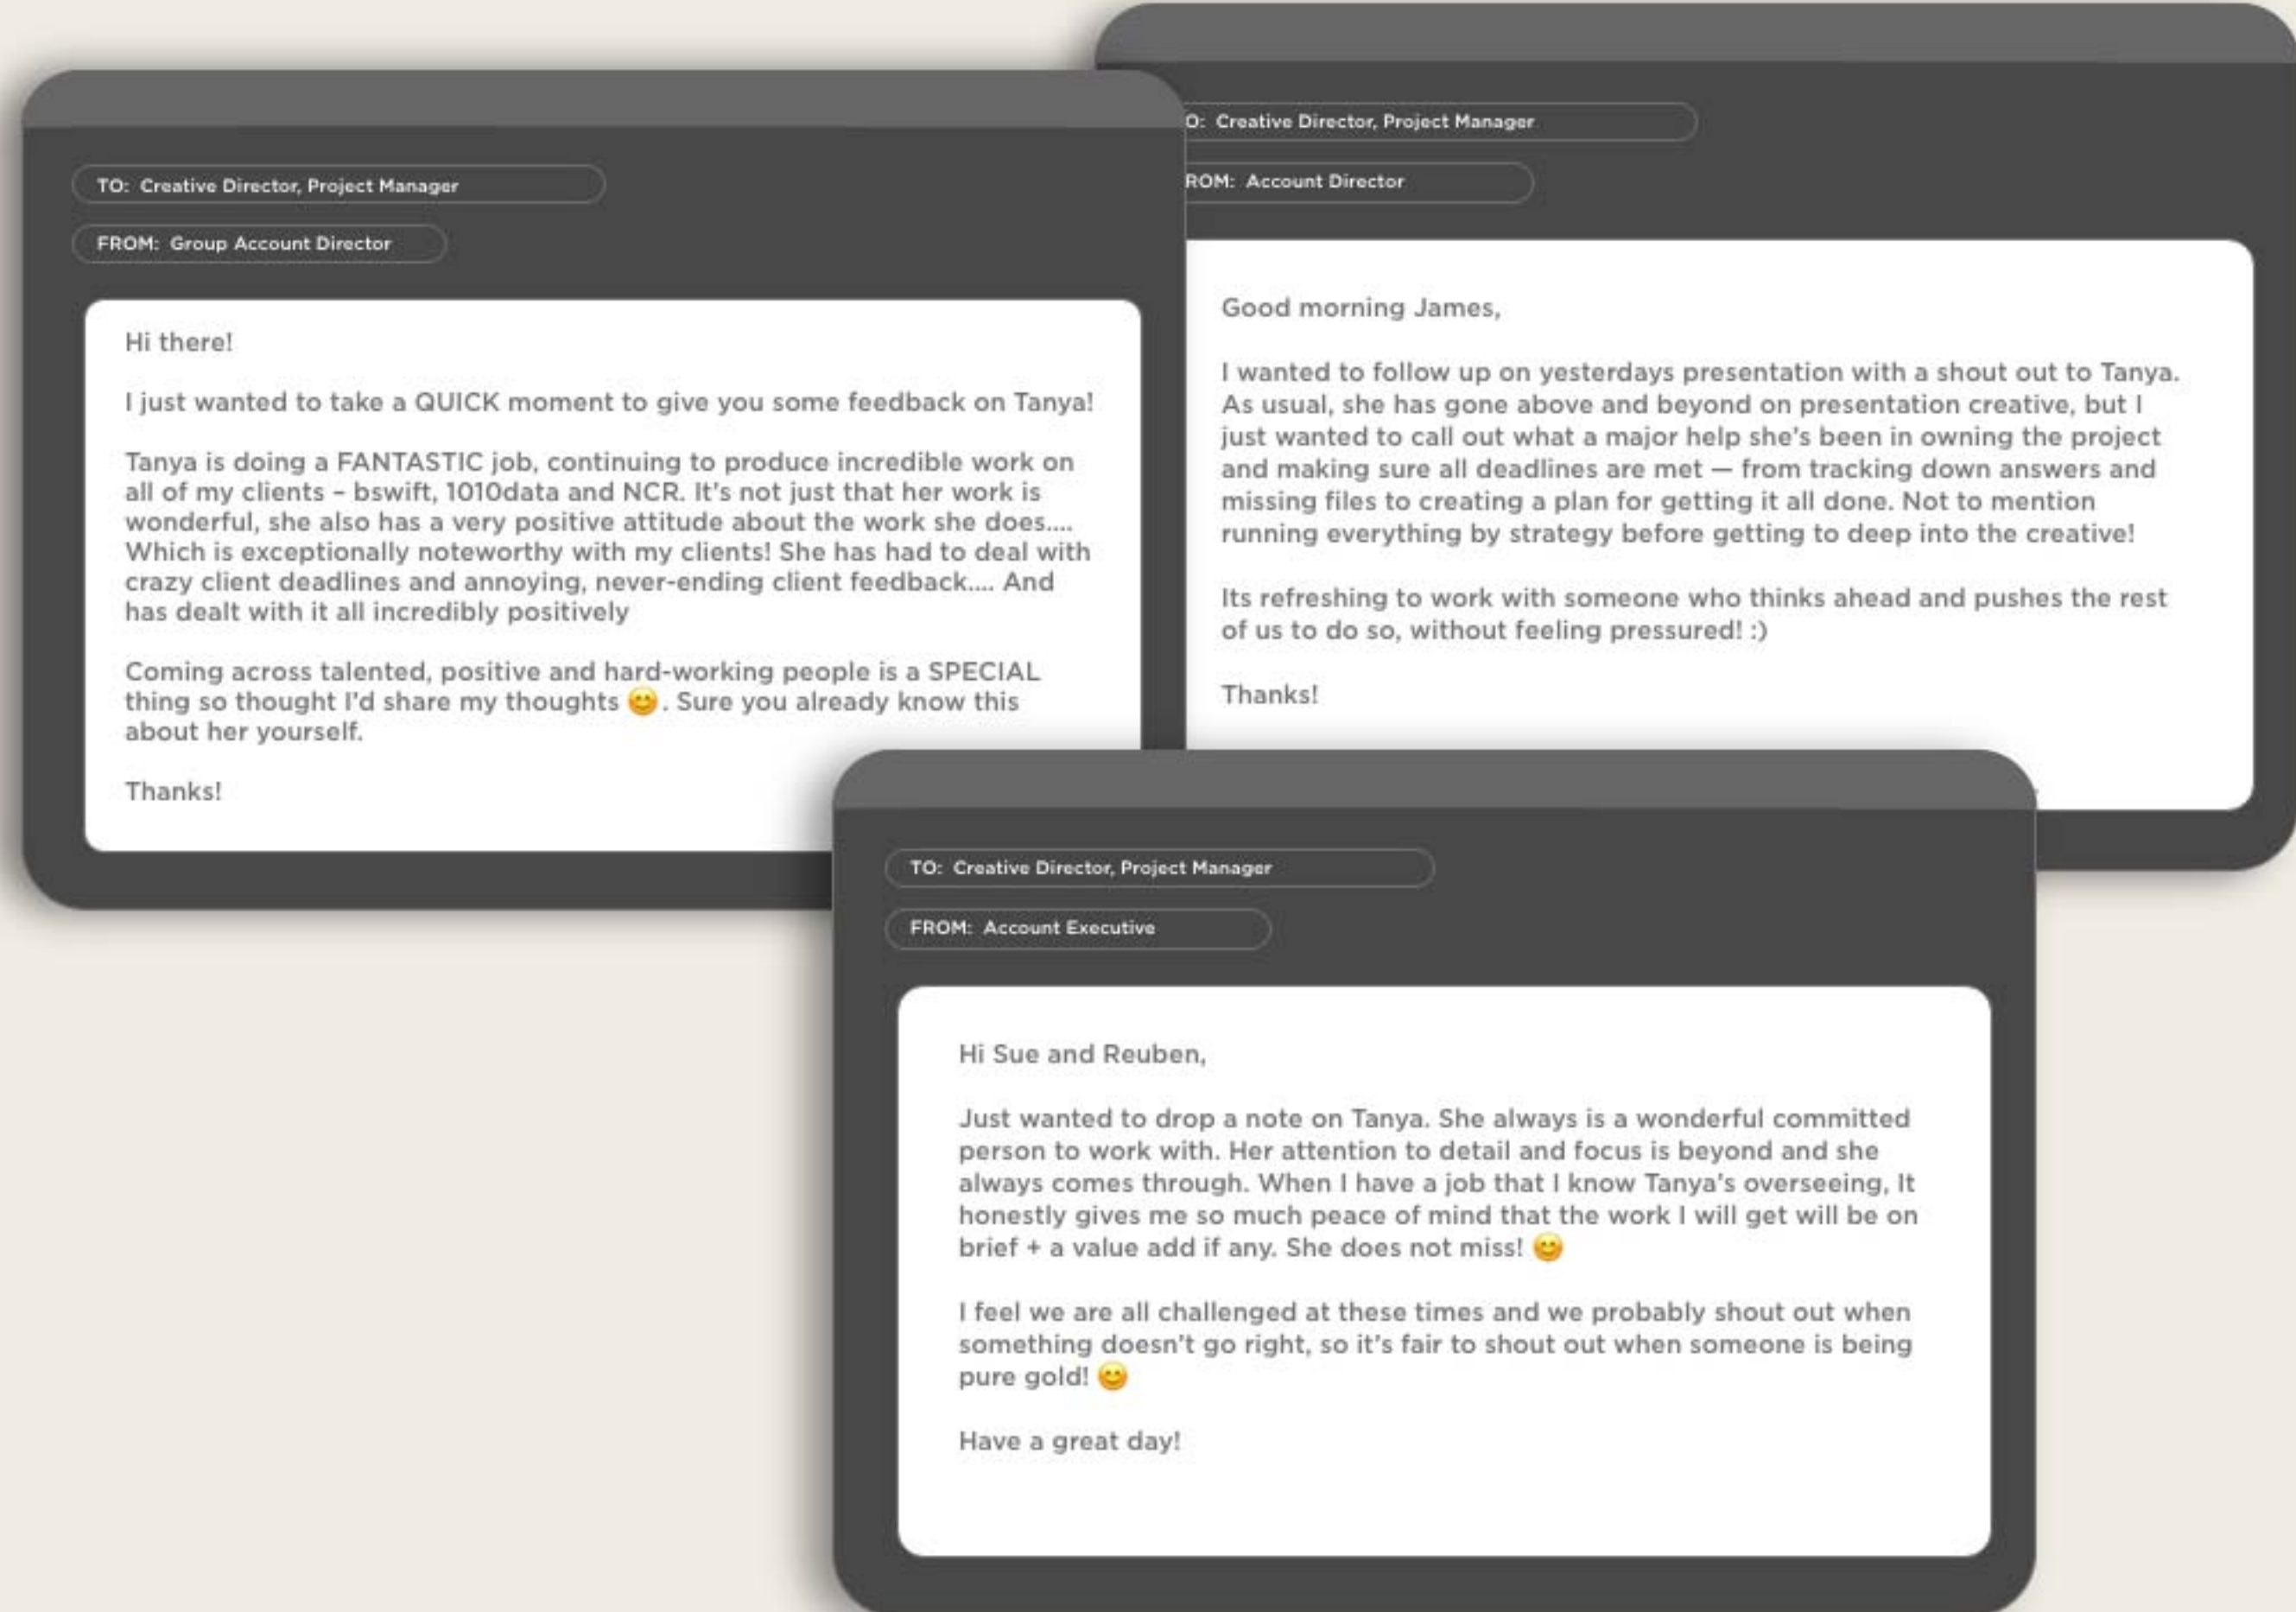 TO: Creative Director, Project Manager
FROM: Group Account Director
Hi there!
I just wanted to take a QUICK moment to give you some feedback on Tanya!
Tanya is doing a FANTASTIC job, continuing to produce incredible work on
all of my clients – bswift, 1010data and NCR. It's not just that her work is
wonderful, she also has a very positive attitude about the work she does....
Which is exceptionally noteworthy with my clients! She has had to deal with
crazy client deadlines and annoying, never-ending client feedback.... And
has dealt with it all incredibly positively
Coming across talented, positive and hard-working people is a SPECIAL
thing so thought I'd share my thoughts 😊. Sure you already know this
about her yourself.
Thanks!
O: Creative Director, Project Manager
ROM: Account Director
Good morning James,
I wanted to follow up on yesterdays presentation with a shout out to Tanya.
As usual, she has gone above and beyond on presentation creative, but I
just wanted to call out what a major help she's been in owning the project
and making sure all deadlines are met — from tracking down answers and
missing files to creating a plan for getting it all done. Not to mention
running everything by strategy before getting to deep into the creative!
Its refreshing to work with someone who thinks ahead and pushes the rest
of us to do so, without feeling pressured! :)
Thanks!
TO: Creative Director, Project Manager
FROM: Account Executive
Hi Sue and Reuben,
Just wanted to drop a note on Tanya. She always is a wonderful committed
person to work with. Her attention to detail and focus is beyond and she
always comes through. When I have a job that I know Tanya's overseeing, It
honestly gives me so much peace of mind that the work I will get will be on
brief + a value add if any. She does not miss! 😊
I feel we are all challenged at these times and we probably shout out when
something doesn't go right, so it's fair to shout out when someone is being
pure gold! 😊
Have a great day!